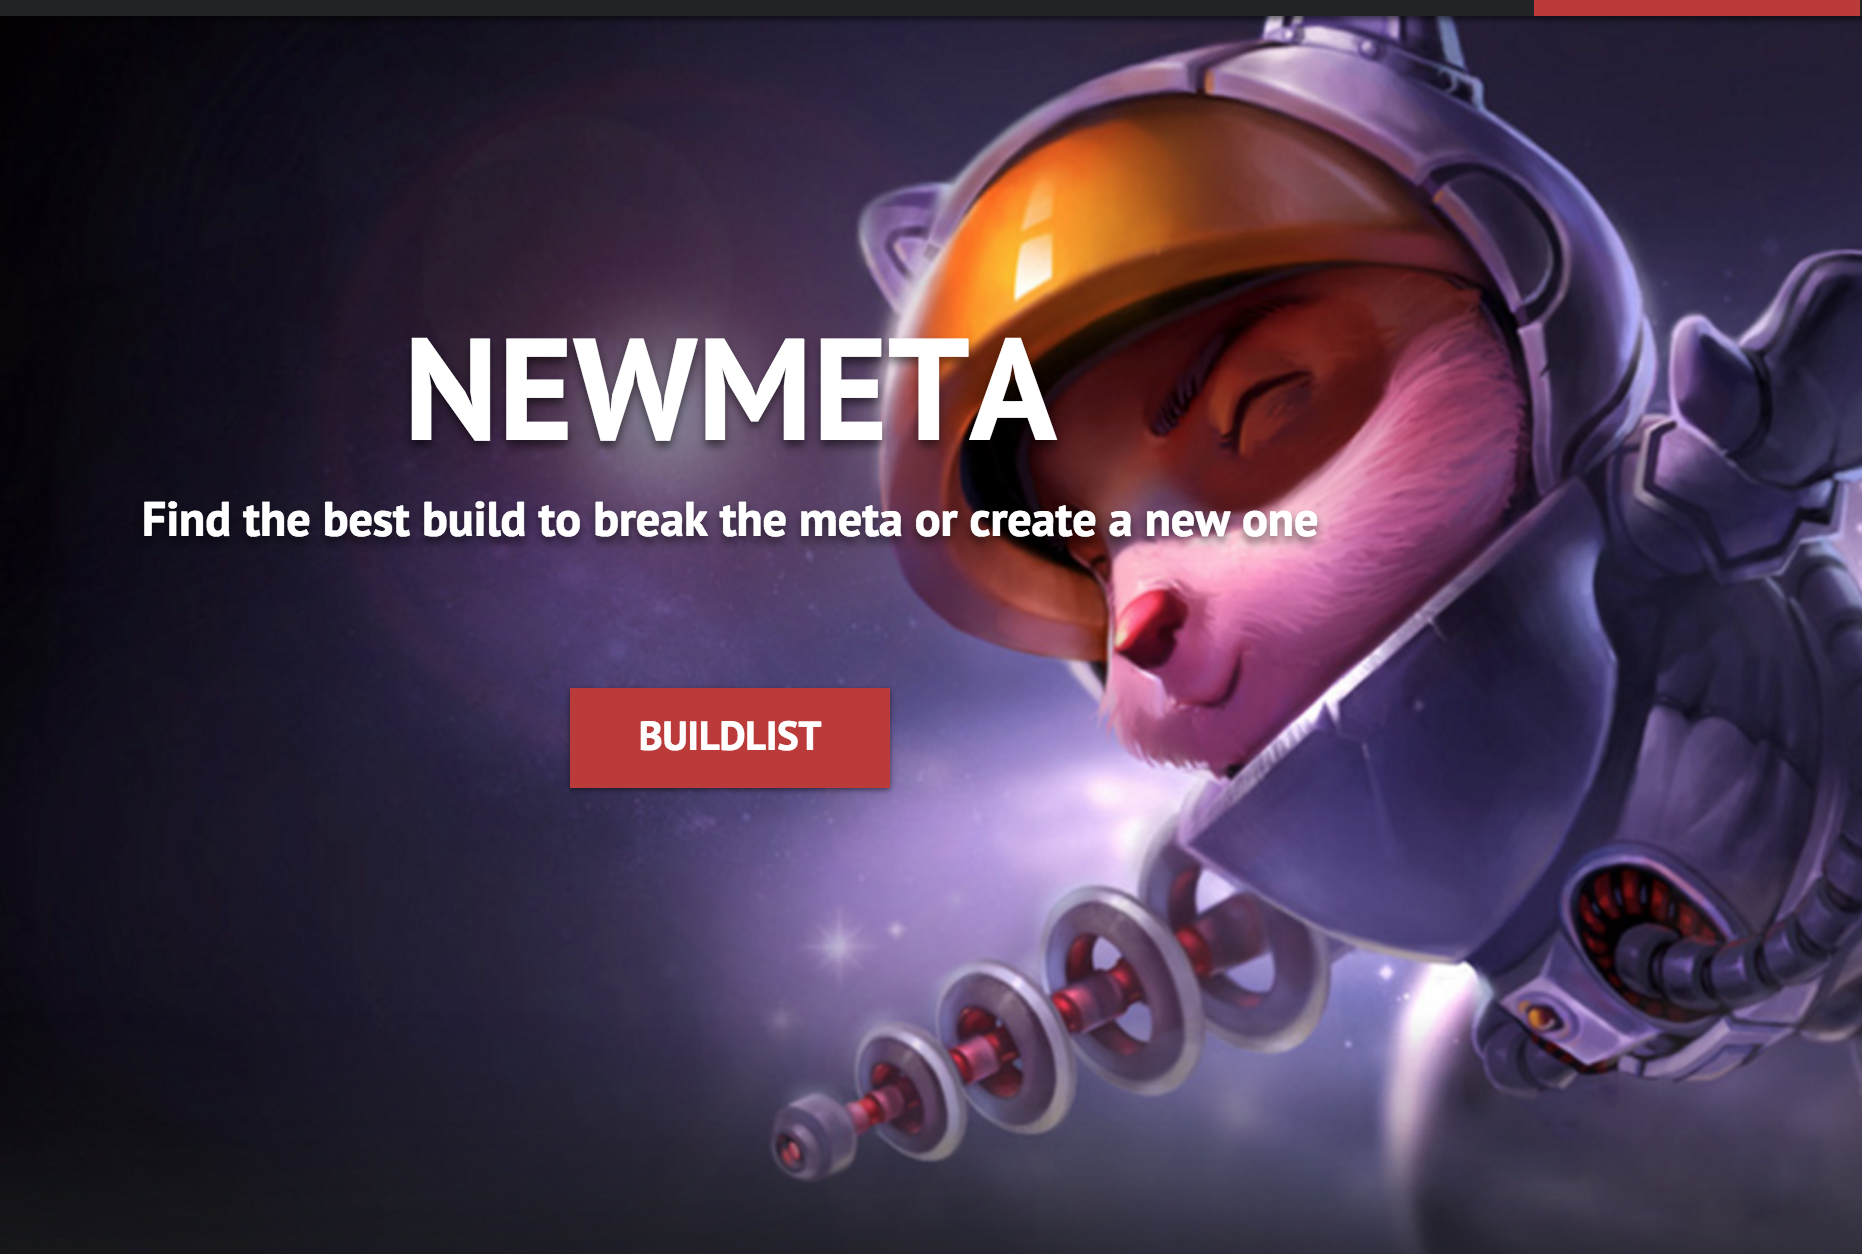 NEWMETA
Find the best build to break the meta or create a new one
BUILDLIST